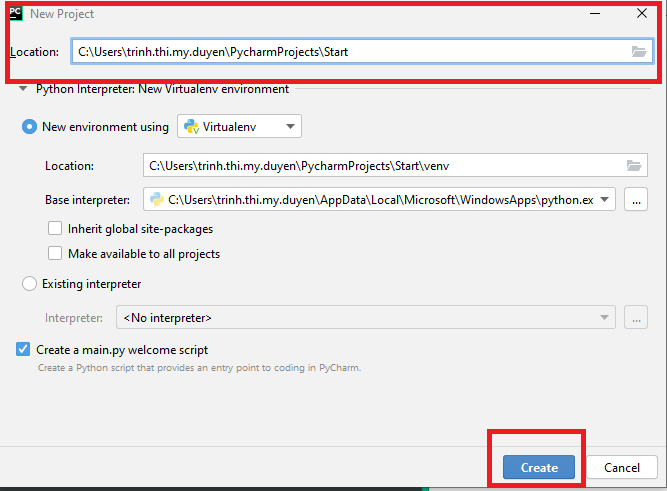 PC New Project
Location: C:\Users\trinh.thi.my.duyen\PycharmProjects\Start
Python Interpreter: New Virtualenv environment
New environment using Virtualenv
Location: C:\Users\trinh.thi.my.duyen\PycharmProjects\Start\venv
Base interpreter: C:\Users\trinh.thi.my.duyen\AppData\Local\Microsoft\WindowsApps\python.ex ...
Inherit global site-packages
Make available to all projects
Existing interpreter
Interpreter: <No interpreter> ...
Create a main.py welcome script
Create a Python script that provides an entry point to coding in PyCharm.
Create Cancel